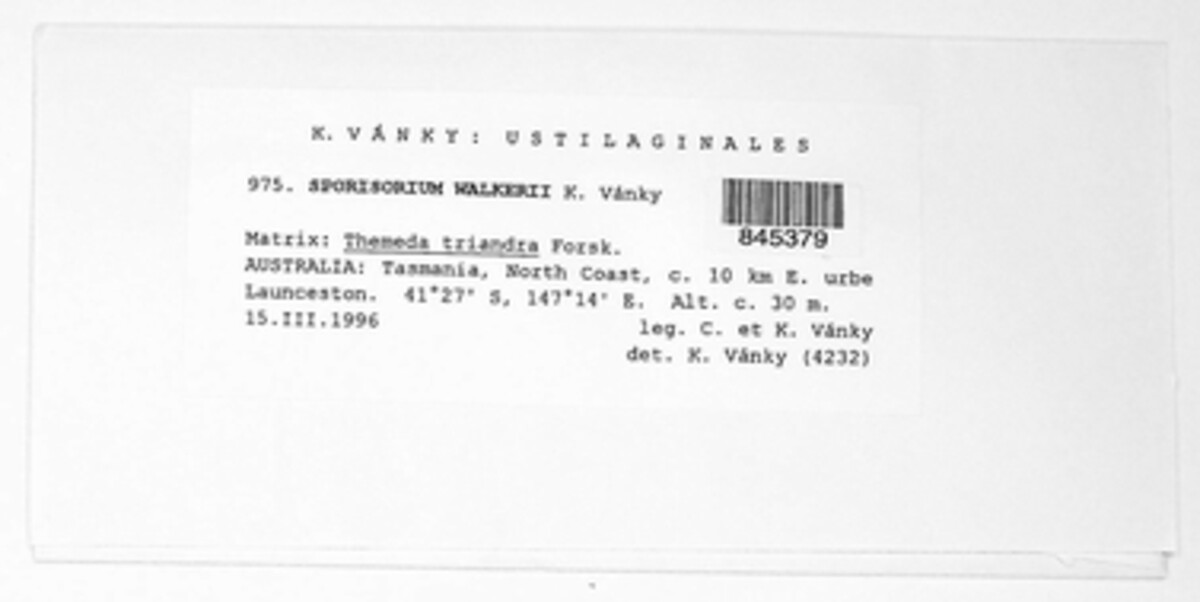 K. VÁNKY: USTILAGINALES
975. SPORISORIUM WALKERII K. Vánky
845379
Matrix: Themeda triandra Forsk.
AUSTRALIA: Tasmania, North Coast, c. 10 km E. urbe
Launceston. 41°27' S, 147°14' E. Alt. c. 30 m.
15.III.1996
leg. C. et K. Vánky
det. K. Vánky (4232)